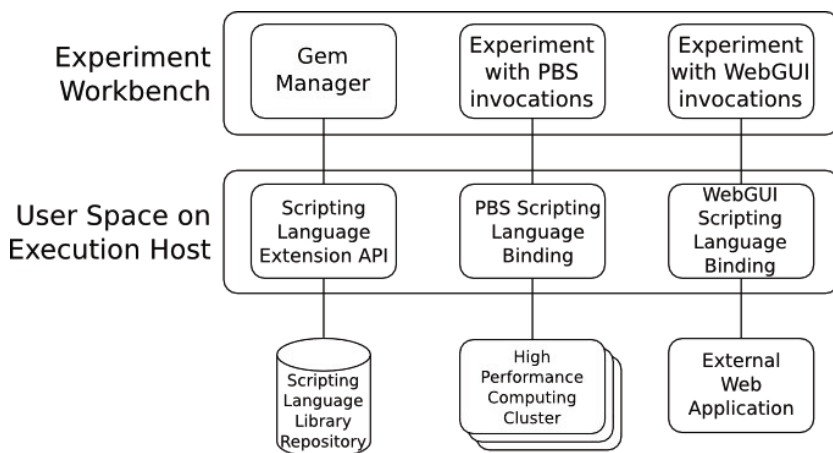 Experiment
Workbench
Gem
Manager
Experiment
with PBS
invocations
Experiment
with WebGUI
invocations
User Space on
Execution Host
Scripting
Language
Extension API
PBS Scripting
Language
Binding
WebGUI
Scripting
Language
Binding
Scripting
Language
Library
Repository
High
Performance
Computing
Cluster
External
Web
Application